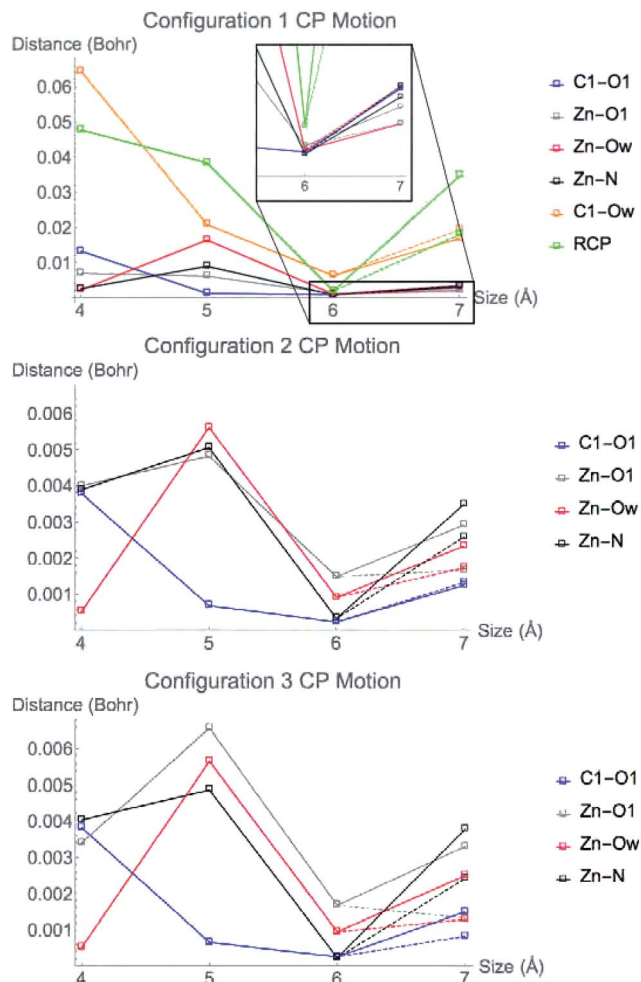 Configuration 1 CP Motion
Distance (Bohr)
0.06
0.05
0.04
0.03
0.02
0.01
6 7
4 5 6 7 Size (Å)
C1-O1
Zn-O1
Zn-Ow
Zn-N
C1-Ow
RCP
Configuration 2 CP Motion
Distance (Bohr)
0.006
0.005
0.004
0.003
0.002
0.001
4 5 6 7 Size (Å)
C1-O1
Zn-O1
Zn-Ow
Zn-N
Configuration 3 CP Motion
Distance (Bohr)
0.006
0.005
0.004
0.003
0.002
0.001
4 5 6 7 Size (Å)
C1-O1
Zn-O1
Zn-Ow
Zn-N